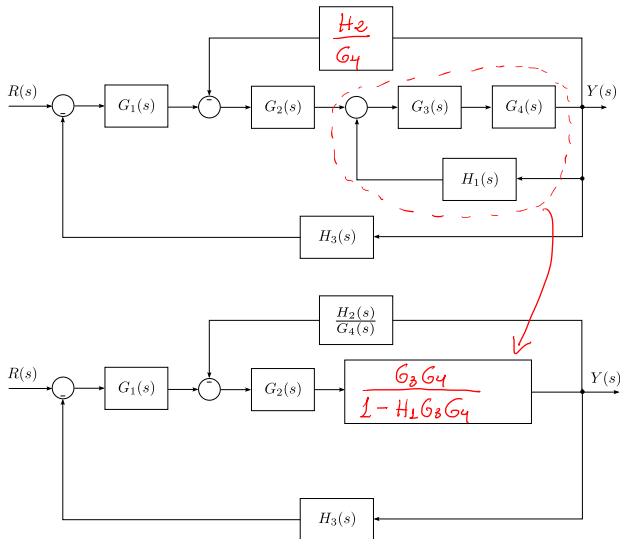 H2
G4
R(s)
G1(s)
-
G2(s)
G3(s)
G4(s)
Y(s)
-
H1(s)
H3(s)
H2(s)
G4(s)
R(s)
G1(s)
-
G2(s)
G3G4
1-H1G3G4
Y(s)
-
H3(s)